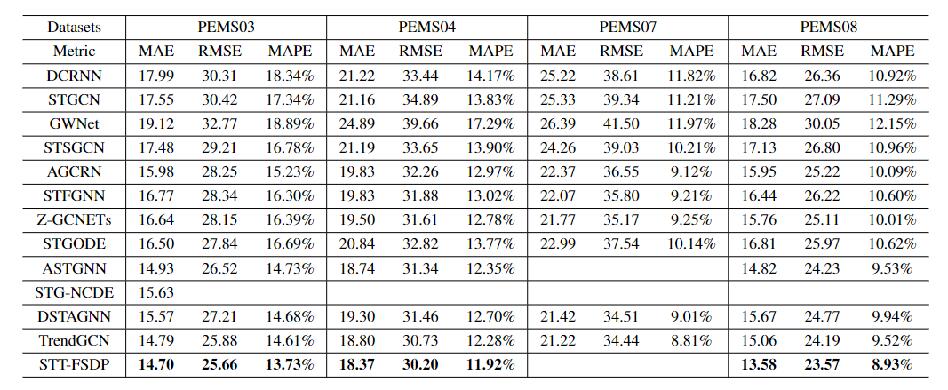 Datasets PEMS03 PEMS04 PEMS07 PEMS08
Metric MAE RMSE MAPE MAE RMSE MAPE MAE RMSE MAPE MAE RMSE MAPE
DCRNN 17.99 30.31 18.34% 21.22 33.44 14.17% 25.22 38.61 11.82% 16.82 26.36 10.92%
STGCN 17.55 30.42 17.34% 21.16 34.89 13.83% 25.33 39.34 11.21% 17.50 27.09 11.29%
GWNet 19.12 32.77 18.89% 24.89 39.66 17.29% 26.39 41.50 11.97% 18.28 30.05 12.15%
STSGCN 17.48 29.21 16.78% 21.19 33.65 13.90% 24.26 39.03 10.21% 17.13 26.80 10.96%
AGCRN 15.98 28.25 15.23% 19.83 32.26 12.97% 22.37 36.55 9.12% 15.95 25.22 10.09%
STFGNN 16.77 28.34 16.30% 19.83 31.88 13.02% 22.07 35.80 9.21% 16.44 26.22 10.60%
Z-GCNETs 16.64 28.15 16.39% 19.50 31.61 12.78% 21.77 35.17 9.25% 15.76 25.11 10.01%
STGODE 16.50 27.84 16.69% 20.84 32.82 13.77% 22.99 37.54 10.14% 16.81 25.97 10.62%
ASTGNN 14.93 26.52 14.73% 18.74 31.34 12.35% 14.82 24.23 9.53%
STG-NCDE 15.63
DSTAGNN 15.57 27.21 14.68% 19.30 31.46 12.70% 21.42 34.51 9.01% 15.67 24.77 9.94%
TrendGCN 14.79 25.88 14.61% 18.80 30.73 12.28% 21.22 34.44 8.81% 15.06 24.19 9.52%
STT-FSDP 14.70 25.66 13.73% 18.37 30.20 11.92% 13.58 23.57 8.93%